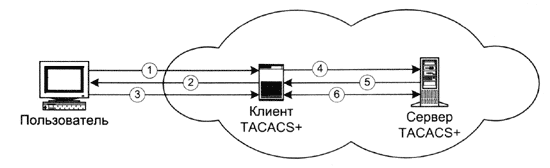 1 4
2 5
3 6
Пользователь
Клиент
TACACS+
Сервер
TACACS+